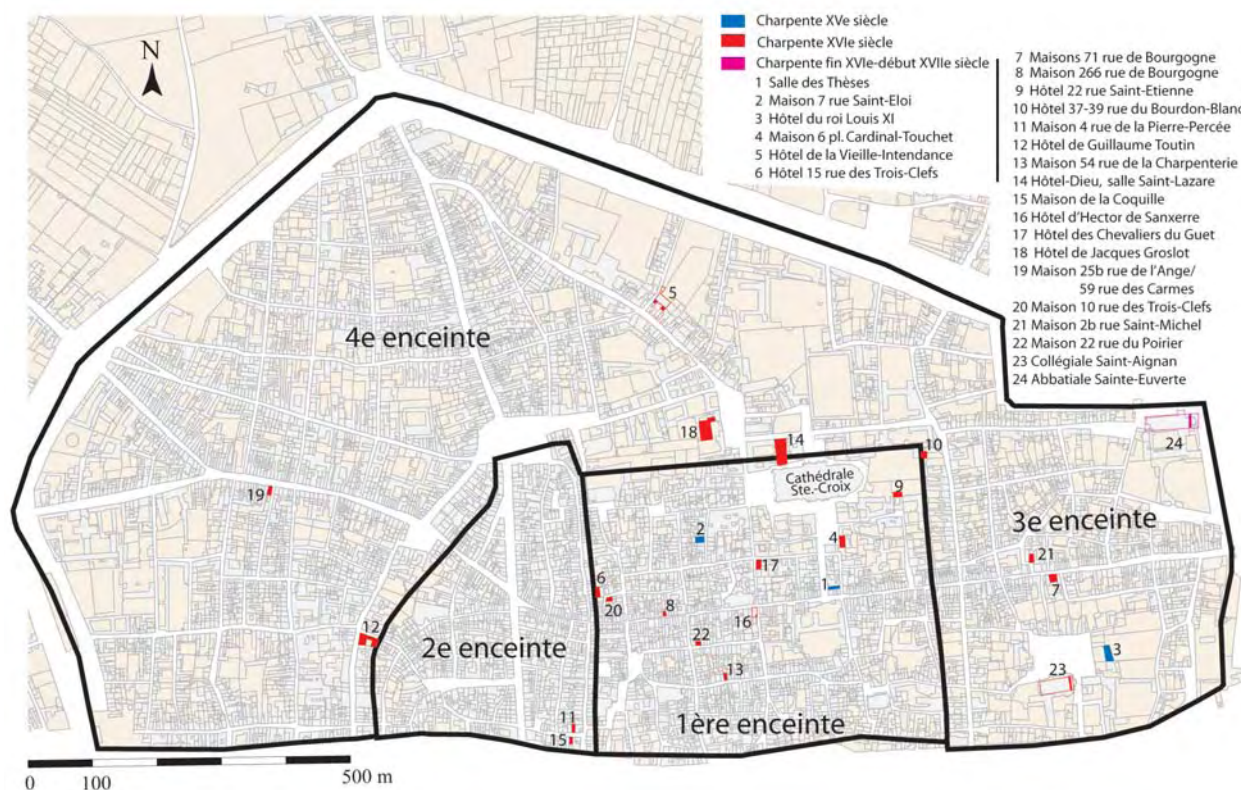 N
Charpente XVe siècle
Charpente XVIe siècle
Charpente fin XVIe-début XVIIe siècle
1 Salle des Thèses
2 Maison 7 rue Saint-Eloi
3 Hôtel du roi Louis XI
4 Maison 6 pl. Cardinal-Touchet
5 Hôtel de la Vieille-Intendance
6 Hôtel 15 rue des Trois-Clefs
7 Maisons 71 rue de Bourgogne
8 Maison 266 rue de Bourgogne
9 Hôtel 22 rue Saint-Etienne
10 Hôtel 37-39 rue du Bourdon-Blanc
11 Maison 4 rue de la Pierre-Percée
12 Hôtel de Guillaume Toutin
13 Maison 54 rue de la Charpenterie
14 Hôtel-Dieu, salle Saint-Lazare
15 Maison de la Coquille
16 Hôtel d'Hector de Sanxerre
17 Hôtel des Chevaliers du Guet
18 Hôtel de Jacques Groslot
19 Maison 25b rue de l'Ange/
59 rue des Carmes
20 Maison 10 rue des Trois-Clefs
21 Maison 2b rue Saint-Michel
22 Maison 22 rue du Poirier
23 Collégiale Saint-Aignan
24 Abbatiale Sainte-Euverte
5
4e enceinte
18
14
10
24
Cathédrale
Ste.-Croix
9
19
3e enceinte
2
4
21
17
7
6
20
1
8
16
12
22
2e enceinte
3
13
23
11
15
1ère enceinte
0 100 500 m